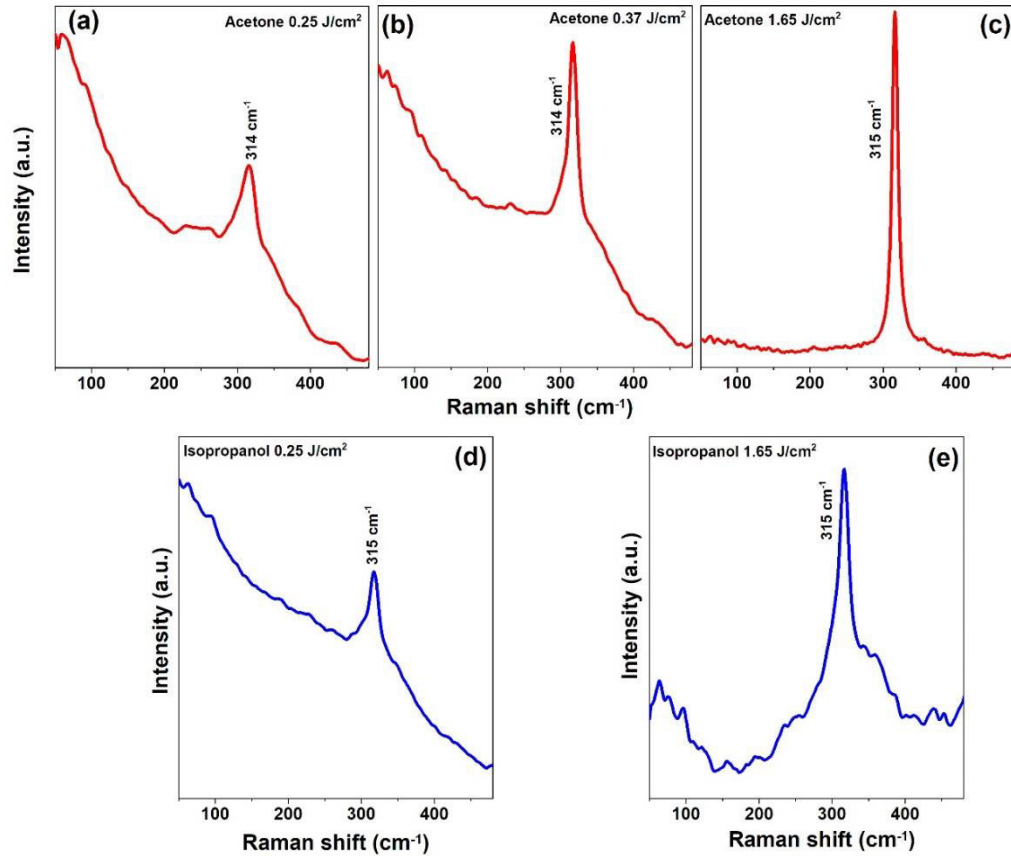 (a)
Acetone 0.25 J/cm²
314 cm⁻¹
(b)
Acetone 0.37 J/cm²
314 cm⁻¹
Acetone 1.65 J/cm²
(c)
315 cm⁻¹
Intensity (a.u.)
100 200 300 400
100 200 300 400
100 200 300 400
Raman shift (cm⁻¹)
Isopropanol 0.25 J/cm²
(d)
315 cm⁻¹
Intensity (a.u.)
100 200 300 400
Raman shift (cm⁻¹)
Isopropanol 1.65 J/cm²
(e)
315 cm⁻¹
Intensity (a.u.)
100 200 300 400
Raman shift (cm⁻¹)